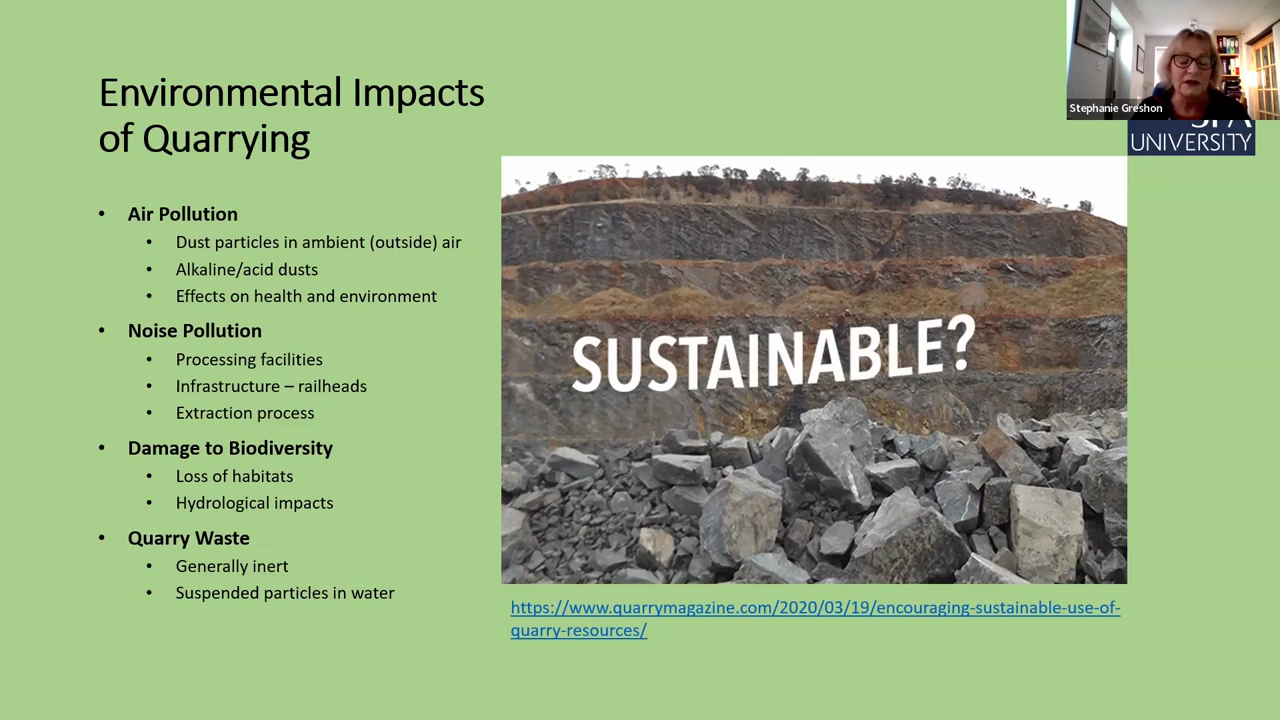 Environmental Impacts
of Quarrying
• Air Pollution
• Dust particles in ambient (outside) air
• Alkaline/acid dusts
• Effects on health and environment
• Noise Pollution
• Processing facilities
• Infrastructure – railheads
• Extraction process
• Damage to Biodiversity
• Loss of habitats
• Hydrological impacts
• Quarry Waste
• Generally inert
• Suspended particles in water
Stephanie Greshon
UNIVERSITY
SUSTAINABLE?
https://www.quarrymagazine.com/2020/03/19/encouraging-sustainable-use-of-
quarry-resources/